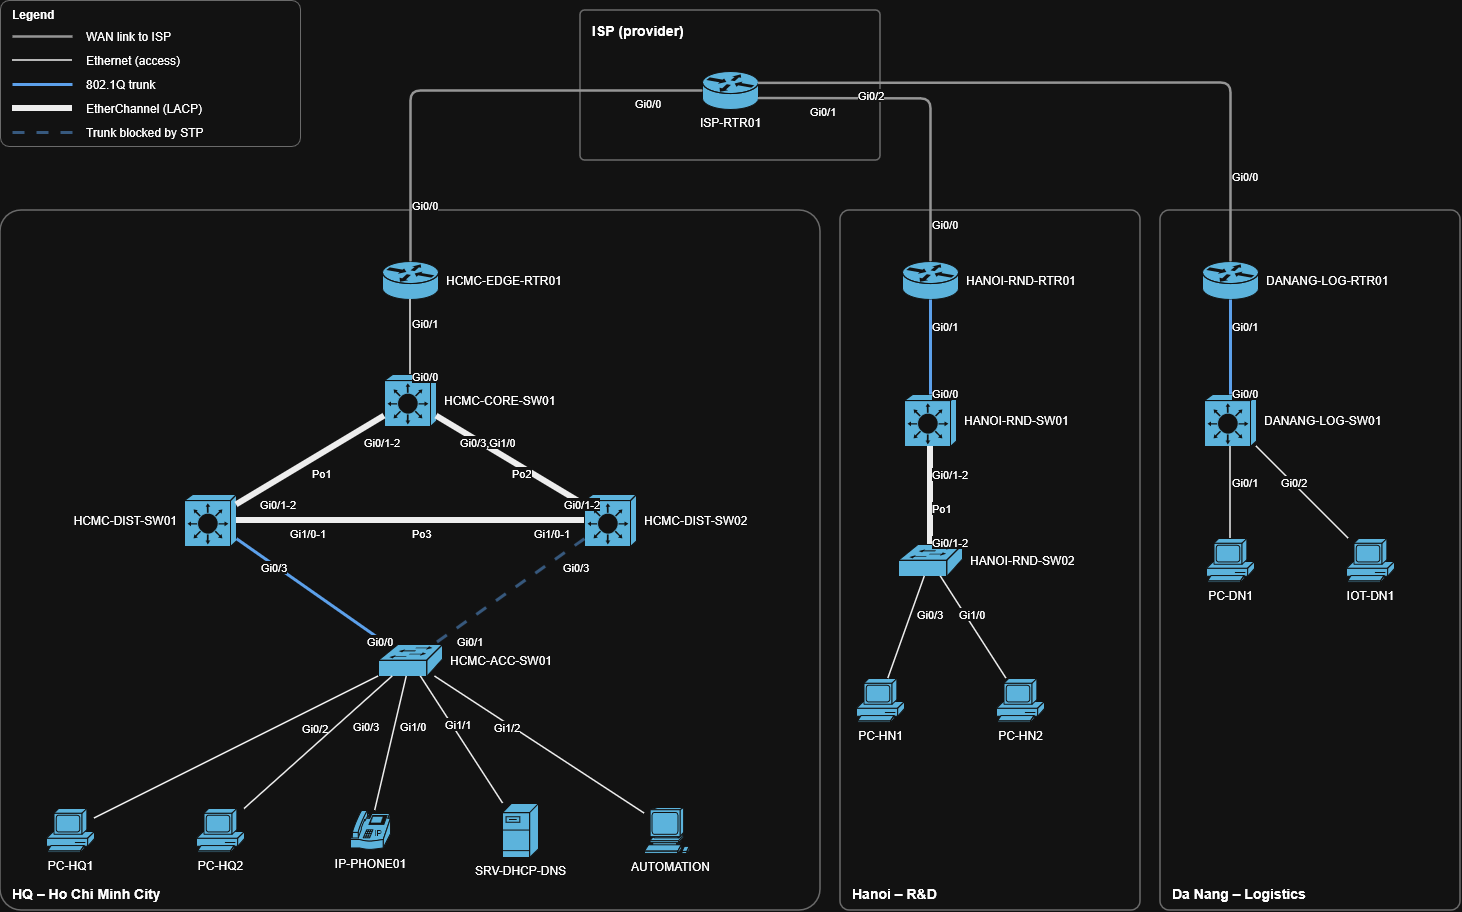 Legend
WAN link to ISP
Ethernet (access)
802.1Q trunk
EtherChannel (LACP)
Trunk blocked by STP
ISP (provider)
Gi0/0
Gi0/2
Gi0/1
ISP-RTR01
Gi0/0
Gi0/0
Gi0/0
HCMC-EDGE-RTR01
HANOI-RND-RTR01
DANANG-LOG-RTR01
Gi0/1
Gi0/1
Gi0/1
Gi0/0
Gi0/0
Gi0/0
HCMC-CORE-SW01
HANOI-RND-SW01
DANANG-LOG-SW01
Gi0/1-2
Gi0/3,Gi1/0
Po1
Po2
Gi0/1-2
Gi0/1
Gi0/2
Gi0/1-2
Gi0/1-2
Po1
HCMC-DIST-SW01
HCMC-DIST-SW02
Gi1/0-1
Po3
Gi1/0-1
Gi0/1-2
Gi0/3
Gi0/3
HANOI-RND-SW02
PC-DN1
IOT-DN1
Gi0/0
Gi0/1
HCMC-ACC-SW01
Gi0/3
Gi1/0
Gi0/2
Gi0/3
Gi1/0
Gi1/1
Gi1/2
PC-HN1
PC-HN2
IP
PC-HQ1
PC-HQ2
IP-PHONE01
SRV-DHCP-DNS
AUTOMATION
HQ – Ho Chi Minh City
Hanoi – R&D
Da Nang – Logistics